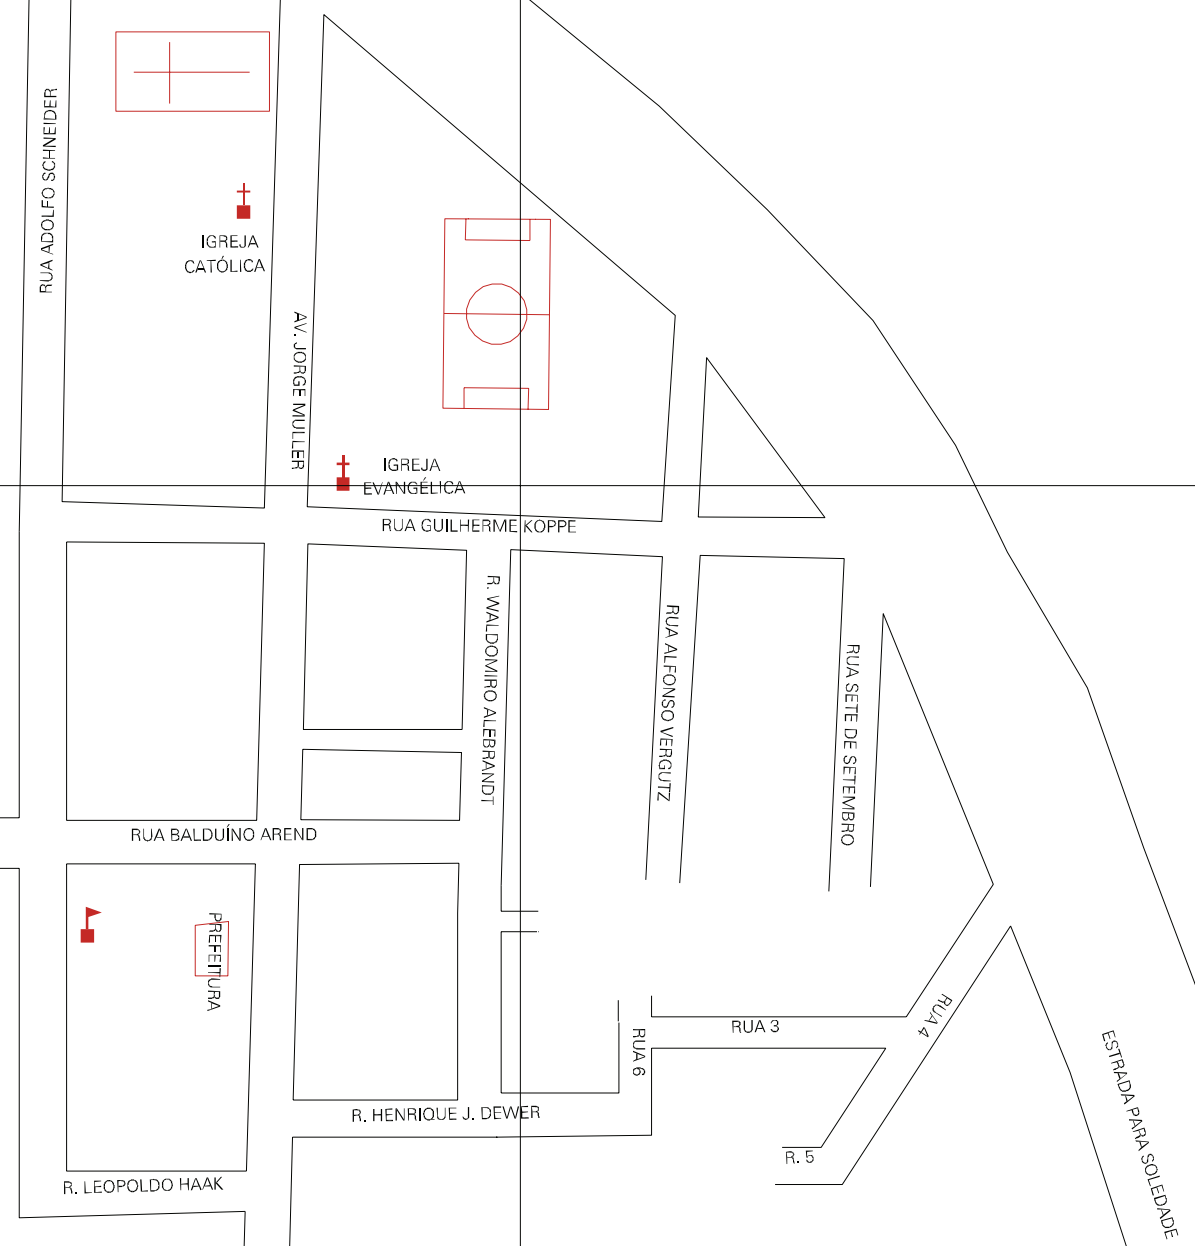 RUA ADOLFO SCHNEIDER
IGREJA
CATÓLICA
AV. JORGE MULLER
IGREJA
EVANGÉLICA
RUA GUILHERME KOPPE
R. WALDOMIRO ALEBRANDT
RUA ALFONSO VERGUTZ
RUA SETE DE SETEMBRO
RUA BALDUÍNO AREND
PREFEITURA
RUA 3
RUA 4
RUA 6
ESTRADA PARA SOLEDADE
R. HENRIQUE J. DEWER
R. 5
R. LEOPOLDO HAAK